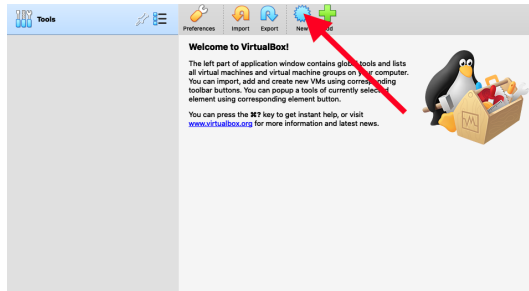 Tools
Preferences Import Export New Add
Welcome to VirtualBox!
The left part of application window contains global tools and lists
all virtual machines and virtual machine groups on your computer.
You can import, add and create new VMs using corresponding
toolbar buttons. You can popup a tools of currently selected
element using corresponding element button.
You can press the ⌘? key to get instant help, or visit
www.virtualbox.org for more information and latest news.